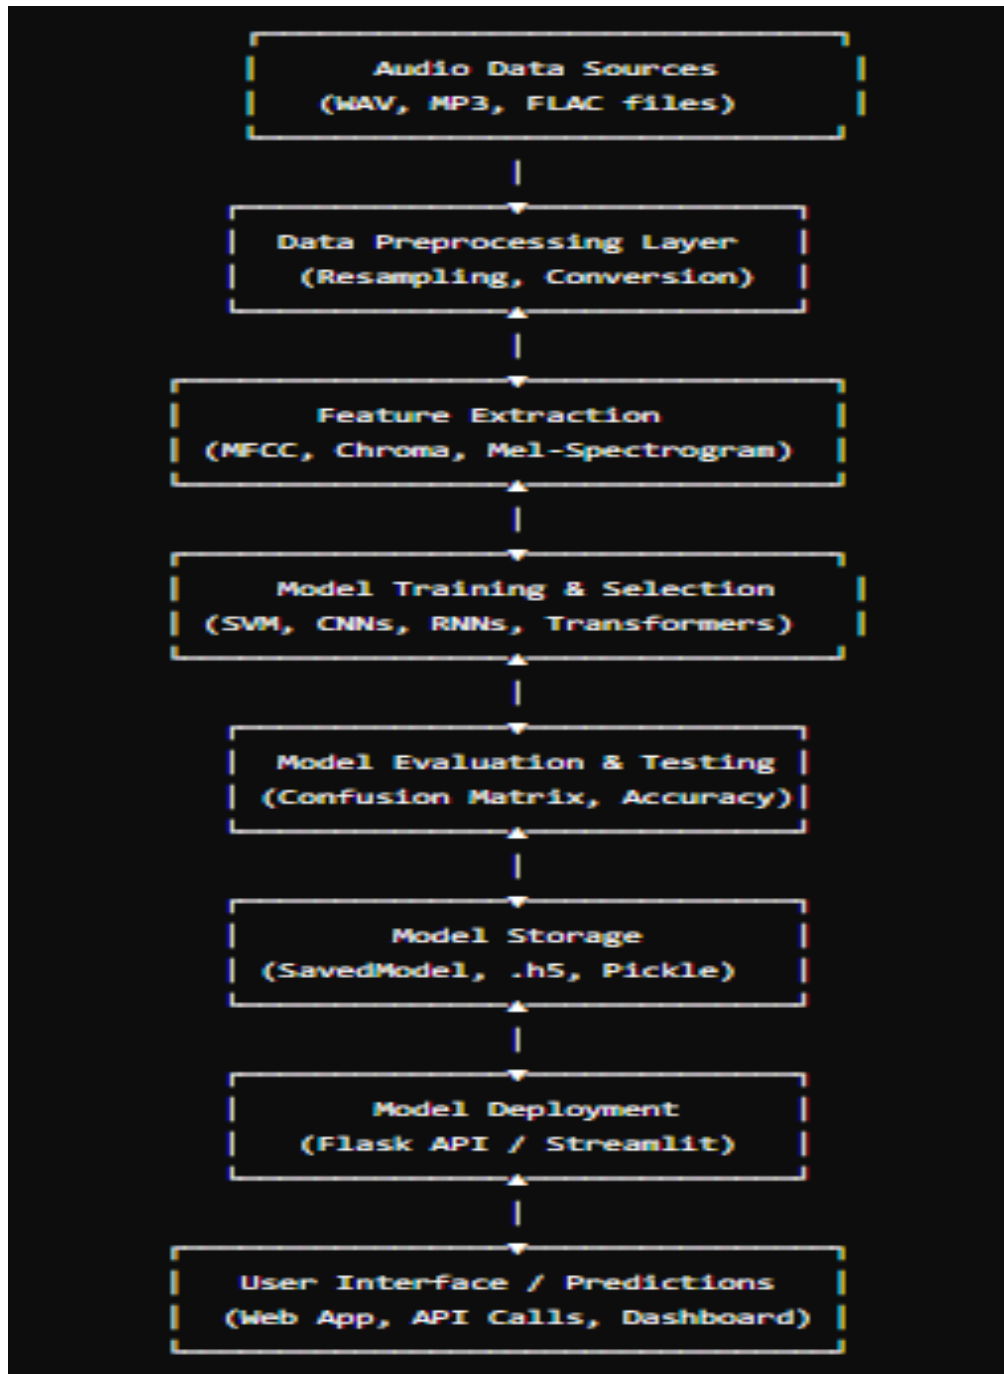 Audio Data Sources
(WAV, MP3, FLAC files)
Data Preprocessing Layer
(Resampling, Conversion)
Feature Extraction
(MFCC, Chroma, Mel-Spectrogram)
Model Training & Selection
(SVM, CNNs, RNNs, Transformers)
Model Evaluation & Testing
(Confusion Matrix, Accuracy)
Model Storage
(SavedModel, .h5, Pickle)
Model Deployment
(Flask API / Streamlit)
User Interface / Predictions
(Web App, API Calls, Dashboard)